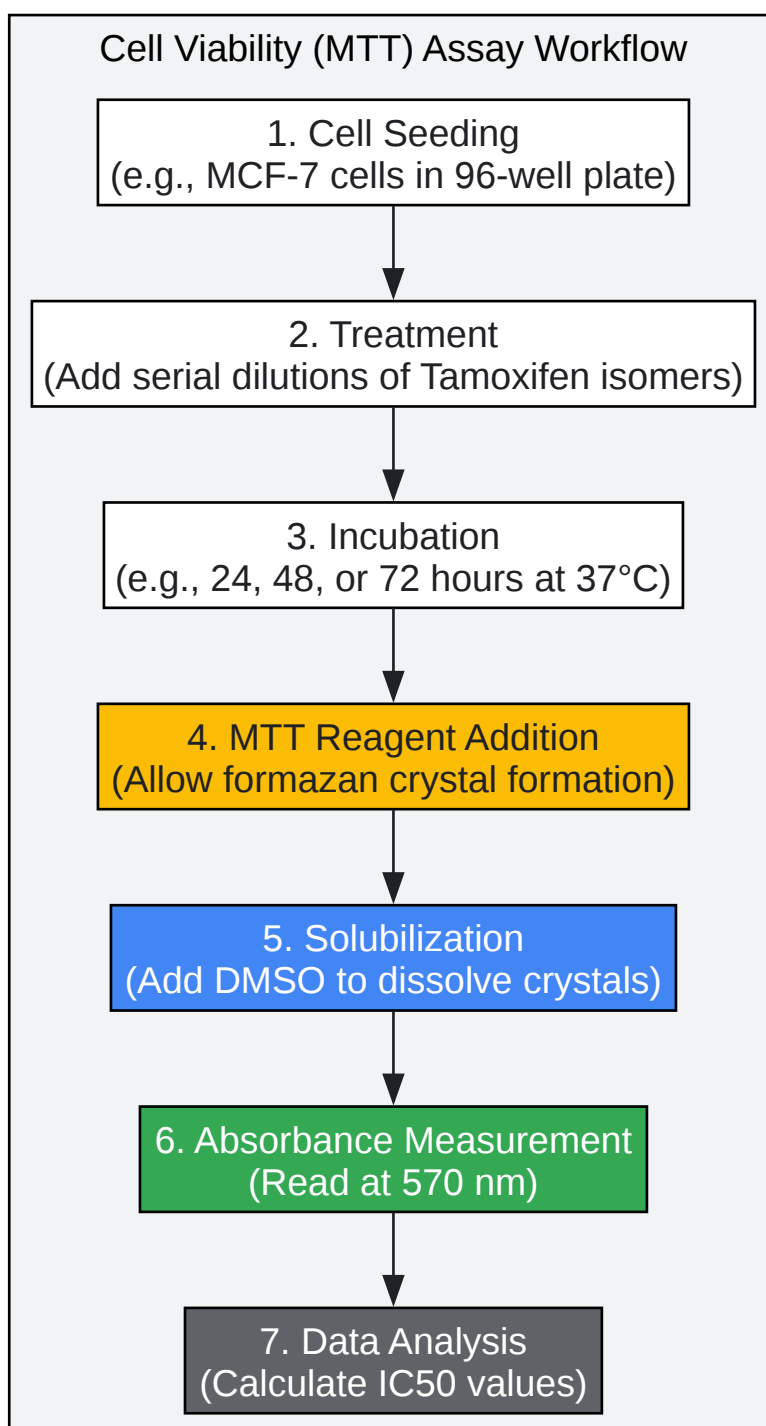 Cell Viability (MTT) Assay Workflow
1. Cell Seeding
(e.g., MCF-7 cells in 96-well plate)
2. Treatment
(Add serial dilutions of Tamoxifen isomers)
3. Incubation
(e.g., 24, 48, or 72 hours at 37°C)
4. MTT Reagent Addition
(Allow formazan crystal formation)
5. Solubilization
(Add DMSO to dissolve crystals)
6. Absorbance Measurement
(Read at 570 nm)
7. Data Analysis
(Calculate IC50 values)